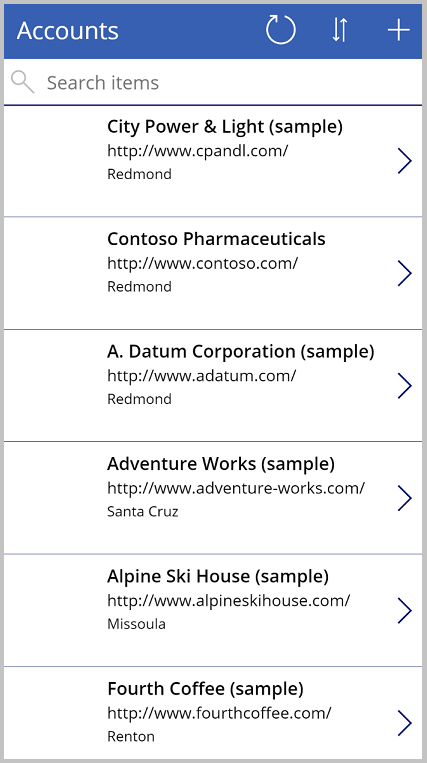 Accounts
Search items
City Power & Light (sample)
http://www.cpandl.com/
Redmond
Contoso Pharmaceuticals
http://www.contoso.com/
Redmond
A. Datum Corporation (sample)
http://www.adatum.com/
Redmond
Adventure Works (sample)
http://www.adventure-works.com/
Santa Cruz
Alpine Ski House (sample)
http://www.alpineskihouse.com/
Missoula
Fourth Coffee (sample)
http://www.fourthcoffee.com/
Renton